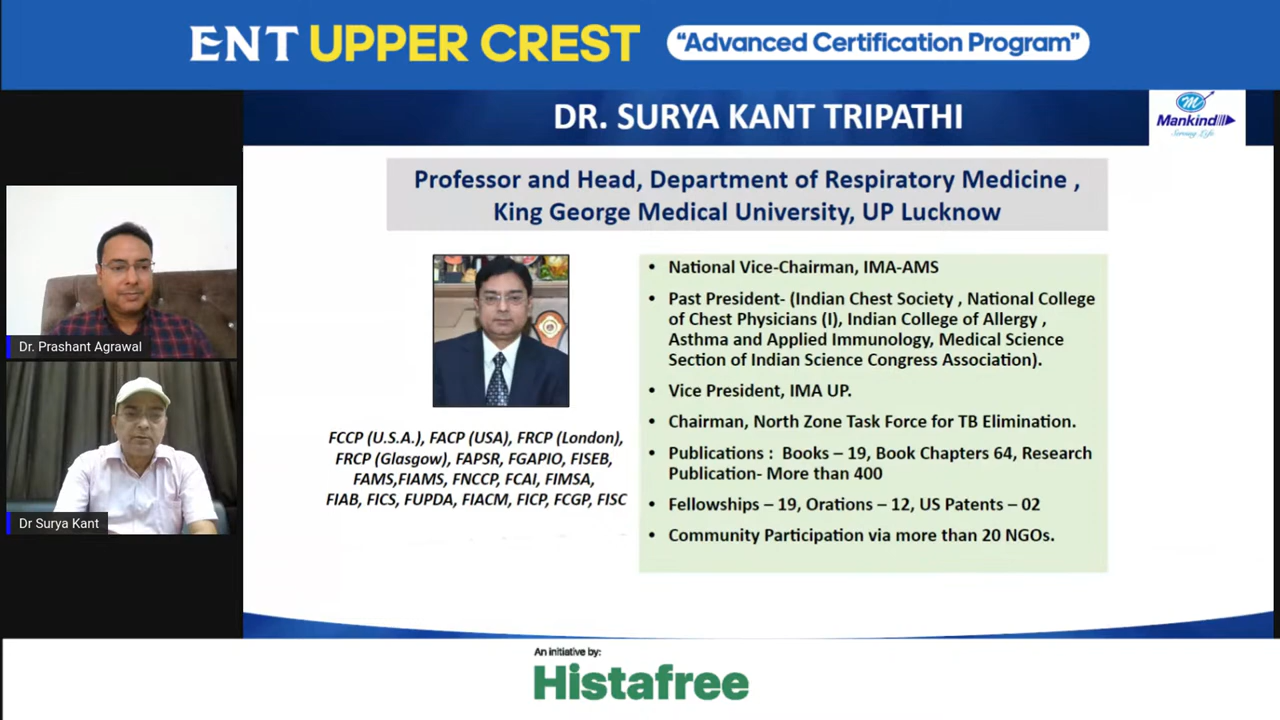 ENT UPPER CREST "Advanced Certification Program"
DR. SURYA KANT TRIPATHI
M
Mankind
Serving Life
Professor and Head, Department of Respiratory Medicine ,
King George Medical University, UP Lucknow
Dr. Prashant Agrawal
Dr Surya Kant
FCCP (U.S.A.), FACP (USA), FRCP (London),
FRCP (Glasgow), FAPSR, FGAPIO, FISEB,
FAMS,FIAMS, FNCCP, FCAI, FIMSA,
FIAB, FICS, FUPDA, FIACM, FICP, FCGP, FISC
• National Vice-Chairman, IMA-AMS
• Past President- (Indian Chest Society , National College
of Chest Physicians (I), Indian College of Allergy ,
Asthma and Applied Immunology, Medical Science
Section of Indian Science Congress Association).
• Vice President, IMA UP.
• Chairman, North Zone Task Force for TB Elimination.
• Publications : Books – 19, Book Chapters 64, Research
Publication- More than 400
• Fellowships – 19, Orations – 12, US Patents – 02
• Community Participation via more than 20 NGOs.
An initiative by:
Histafree